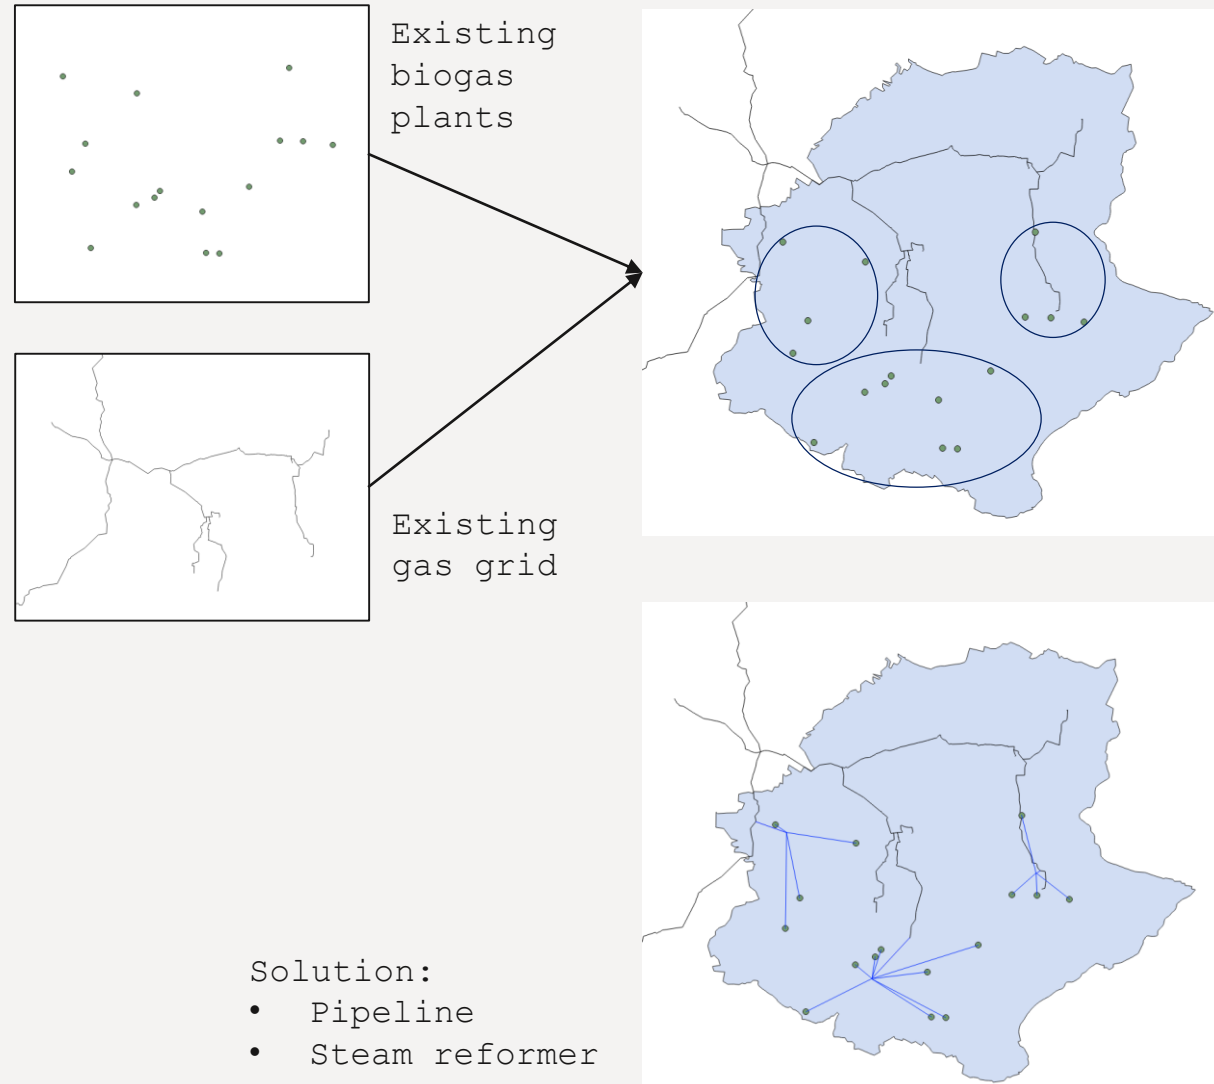 Existing
biogas
plants
Existing
gas grid
Solution:
• Pipeline
• Steam reformer